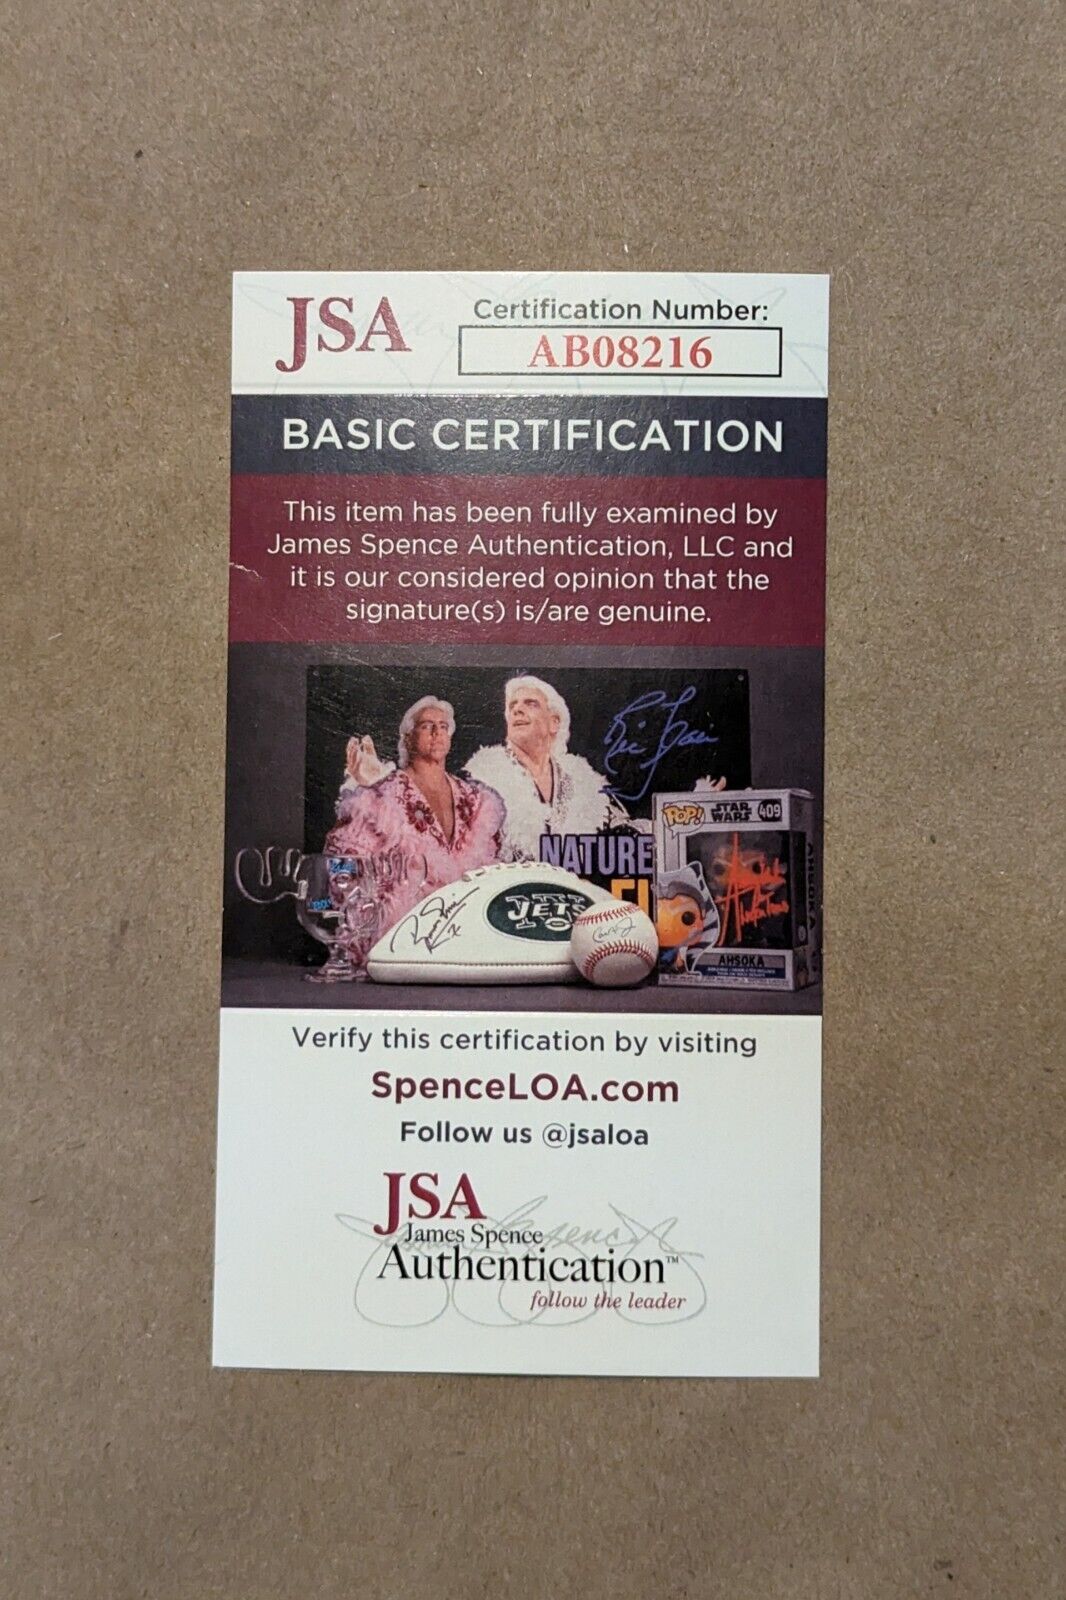 JSA
Certification Number:
AB08216
BASIC CERTIFICATION
This item has been fully examined by
James Spence Authentication, LLC and
it is our considered opinion that the
signature(s) is/are genuine.
POP!
STAR WARS
409
NATURE
JETS
AHSOKA
Verify this certification by visiting
SpenceLOA.com
Follow us @jsaloa
JSA
James Spence
Authentication™
follow the leader